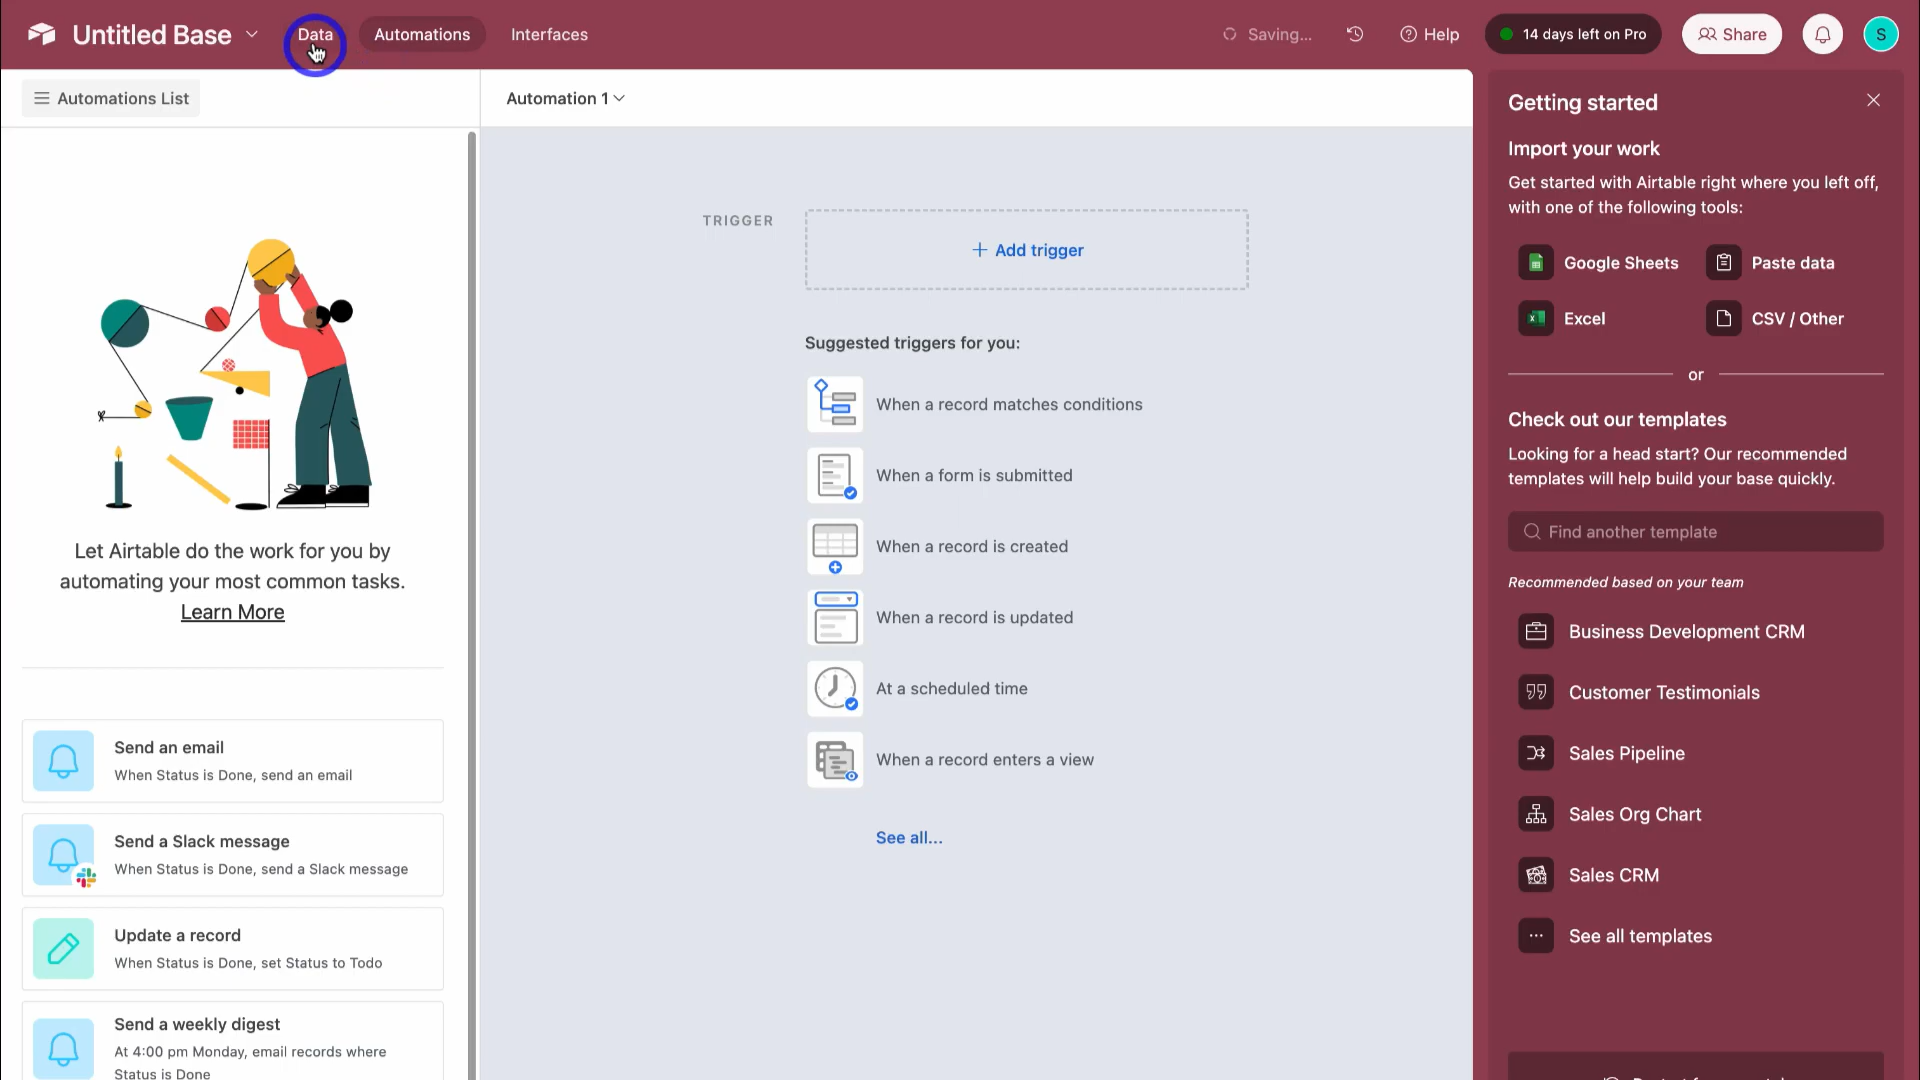 Untitled Base
Data
Automations
Interfaces
Saving...
Help
14 days left on Pro
Share
S
Automations List
Automation 1
Let Airtable do the work for you by
automating your most common tasks.
Learn More
Send an email
When Status is Done, send an email
Send a Slack message
When Status is Done, send a Slack message
Update a record
When Status is Done, set Status to Todo
Send a weekly digest
At 4:00 pm Monday, email records where
Status is Done
TRIGGER
+ Add trigger
Suggested triggers for you:
When a record matches conditions
When a form is submitted
When a record is created
When a record is updated
At a scheduled time
When a record enters a view
See all...
Getting started
Import your work
Get started with Airtable right where you left off,
with one of the following tools:
Google Sheets
Paste data
Excel
CSV / Other
or
Check out our templates
Looking for a head start? Our recommended
templates will help build your base quickly.
Find another template
Recommended based on your team
Business Development CRM
Customer Testimonials
Sales Pipeline
Sales Org Chart
Sales CRM
See all templates